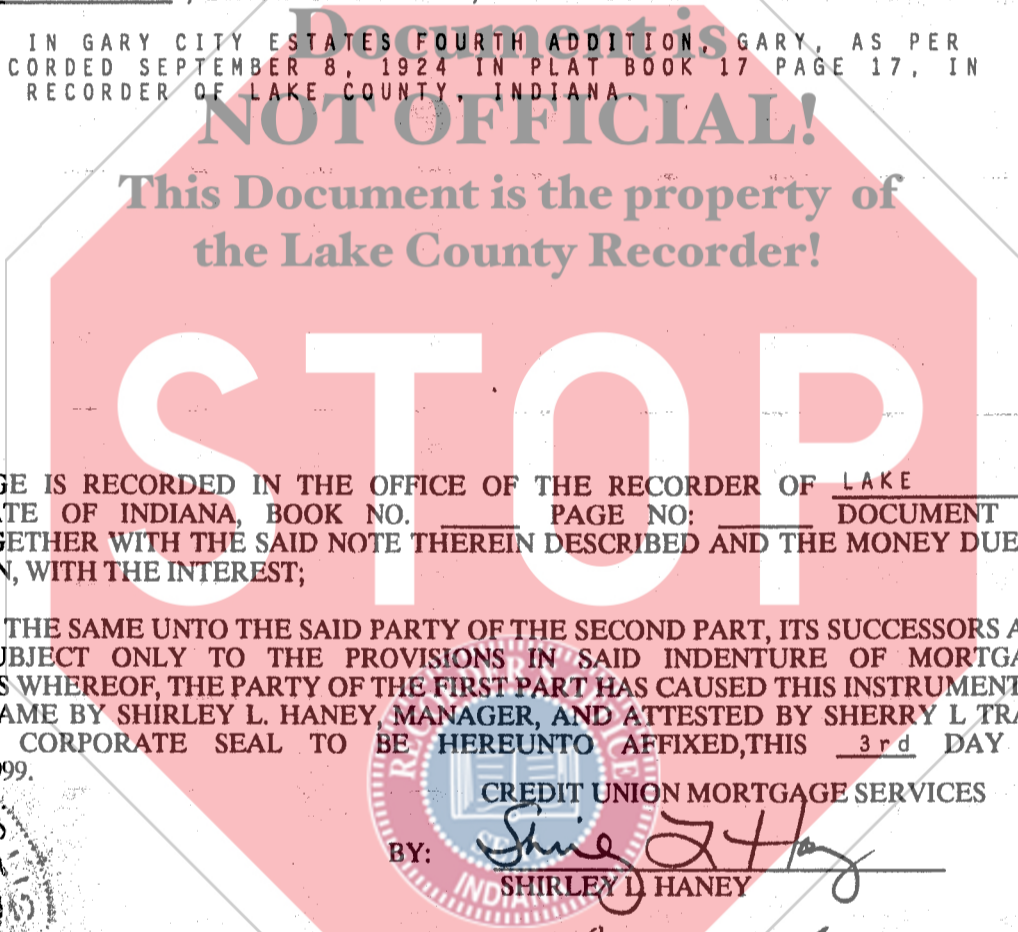 Document is
IN GARY CITY ESTATES FOURTH ADDITION, GARY, AS PER
CORDED SEPTEMBER 8, 1924 IN PLAT BOOK 17 PAGE 17, IN
RECORDER OF LAKE COUNTY, INDIANA.
NOT OFFICIAL!
This Document is the property of
the Lake County Recorder!
STOP
GE IS RECORDED IN THE OFFICE OF THE RECORDER OF LAKE
TE OF INDIANA, BOOK NO. ____ PAGE NO: ____ DOCUMENT
GETHER WITH THE SAID NOTE THEREIN DESCRIBED AND THE MONEY DUE
N, WITH THE INTEREST;
THE SAME UNTO THE SAID PARTY OF THE SECOND PART, ITS SUCCESSORS A
UBJECT ONLY TO THE PROVISIONS IN SAID INDENTURE OF MORTGA
S WHEREOF, THE PARTY OF THE FIRST PART HAS CAUSED THIS INSTRUMENT
AME BY SHIRLEY L. HANEY, MANAGER, AND ATTESTED BY SHERRY L TRA
CORPORATE SEAL TO BE HEREUNTO AFFIXED,THIS 3rd DAY
99.
CREDIT UNION MORTGAGE SERVICES
BY: Shirley L Haney
SHIRLEY L HANEY
INDIANA